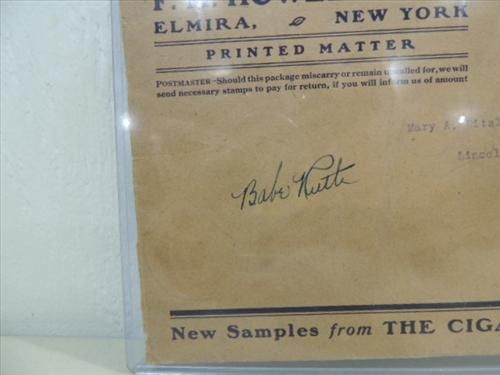 ELMIRA, NEW YORK
PRINTED MATTER
POSTMASTER-Should this package miscarry or remain uncalled for, we will
send necessary stamps to pay for return, if you will inform us of amount
Mary A.
Babe Ruth
New Samples from THE